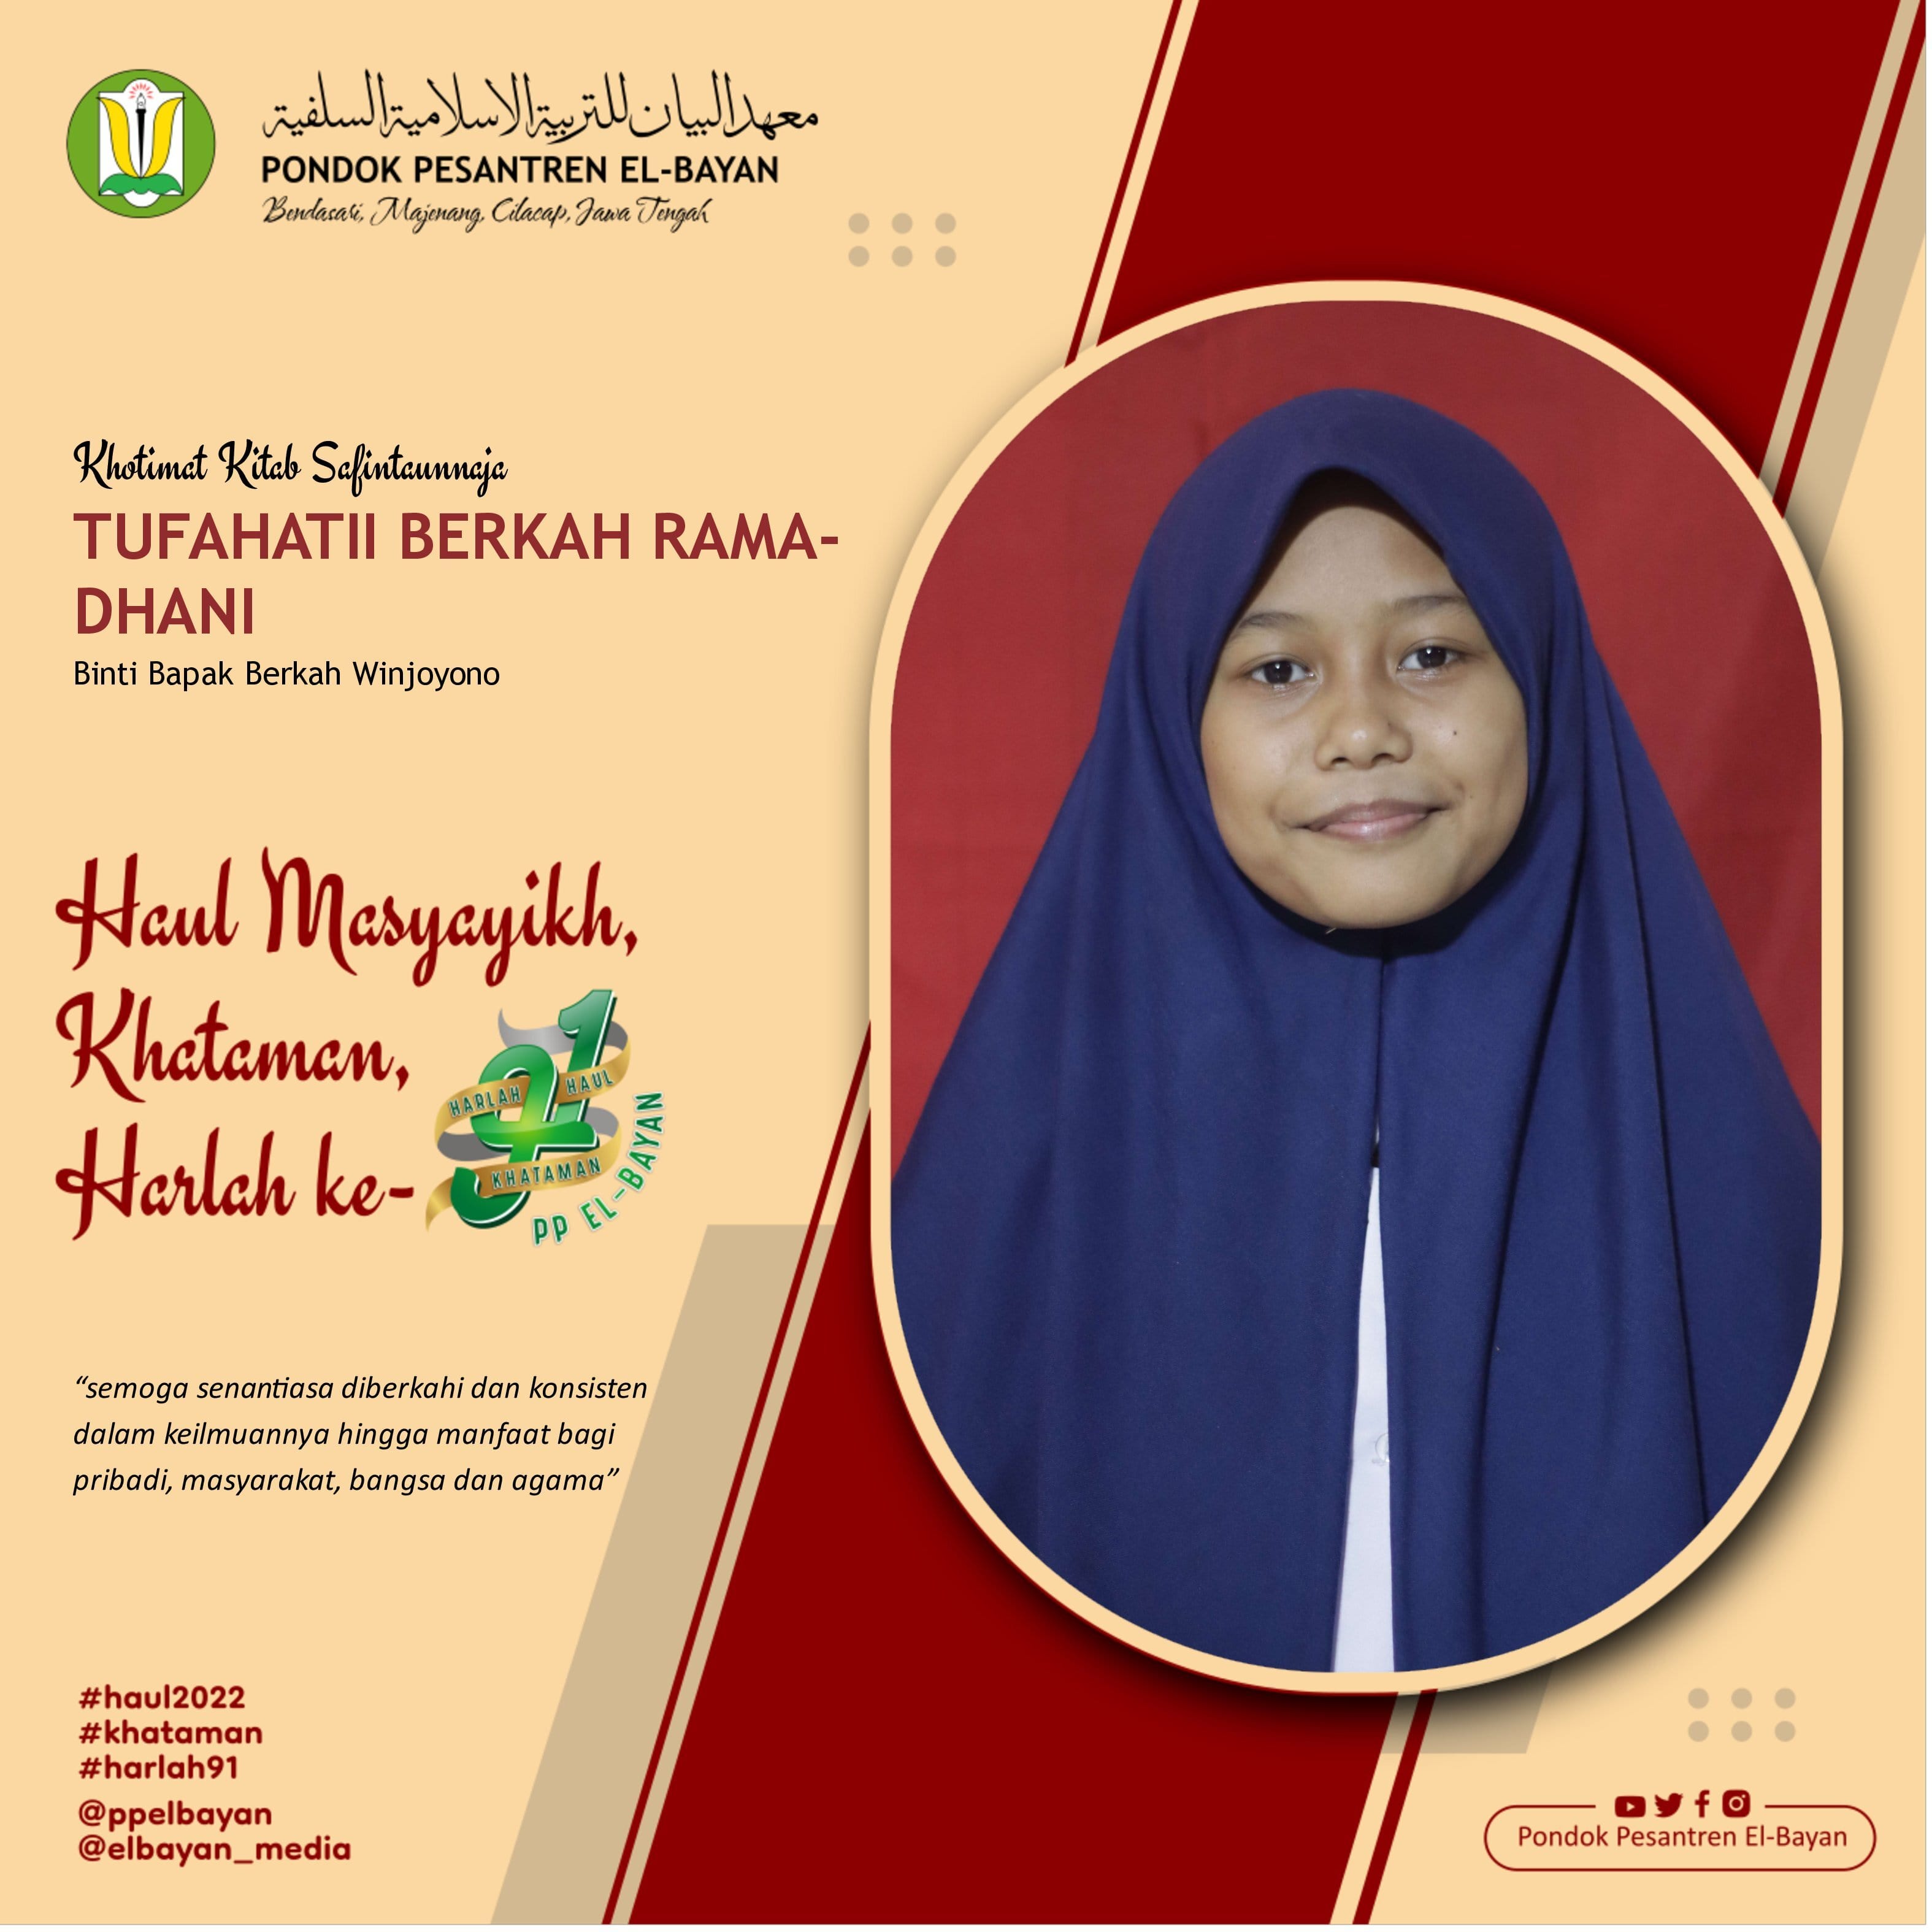 معهد البيان للتربية الاسلامية السلفية
PONDOK PESANTREN EL-BAYAN
Bendasari, Majenang, Cilacap, Jawa Tengah
Khotimat Kitab Safintaunnaja
TUFAHATII BERKAH RAMA-
DHANI
Binti Bapak Berkah Winjoyono
Haul Masyayikh,
Khataman,
Harlah ke-
91
HARLAH HAUL
KHATAMAN
PP EL-BAYAN
“semoga senantiasa diberkahi dan konsisten
dalam keilmuannya hingga manfaat bagi
pribadi, masyarakat, bangsa dan agama”
#haul2022
#khataman
#harlah91
@ppelbayan
@elbayan_media
Pondok Pesantren El-Bayan